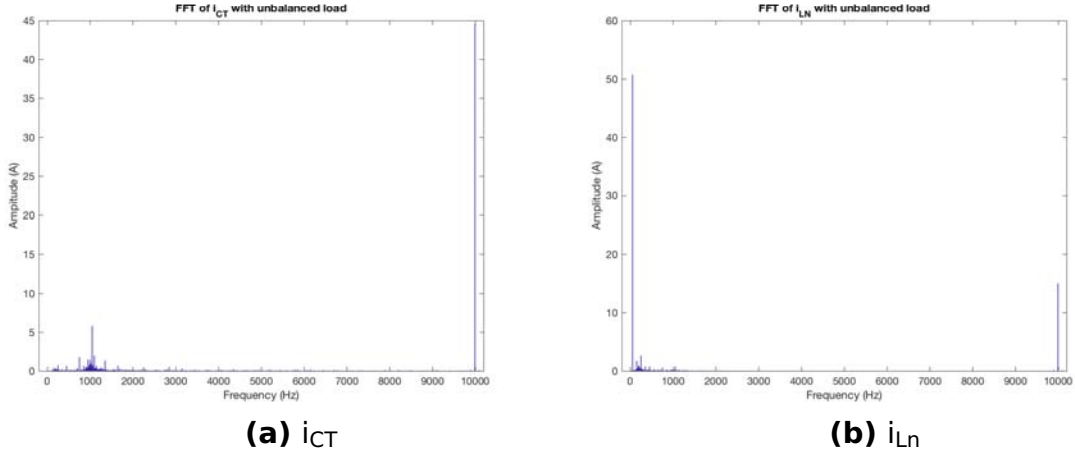 FFT of i_CT with unbalanced load
45
40
35
30
25
20
15
10
5
0
Ampitude (A)
0 1000 2000 3000 4000 5000 6000 7000 8000 9000 10000
Frequency (Hz)
(a) i_CT
FFT of i_LN with unbalanced load
60
50
40
30
20
10
0
Amplitude (A)
0 1000 2000 3000 4000 5000 6000 7000 8000 9000 10000
Frequency (Hz)
(b) i_Ln